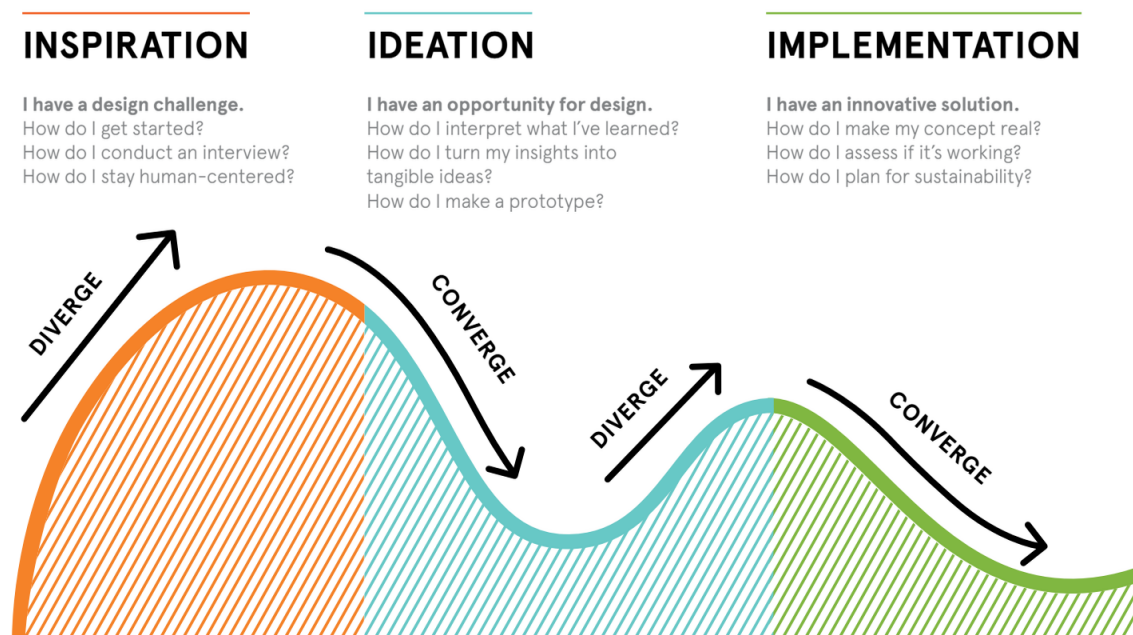 INSPIRATION
I have a design challenge.
How do I get started?
How do I conduct an interview?
How do I stay human-centered?
IDEATION
I have an opportunity for design.
How do I interpret what I've learned?
How do I turn my insights into
tangible ideas?
How do I make a prototype?
IMPLEMENTATION
I have an innovative solution.
How do I make my concept real?
How do I assess if it's working?
How do I plan for sustainability?
DIVERGE
CONVERGE
DIVERGE
CONVERGE